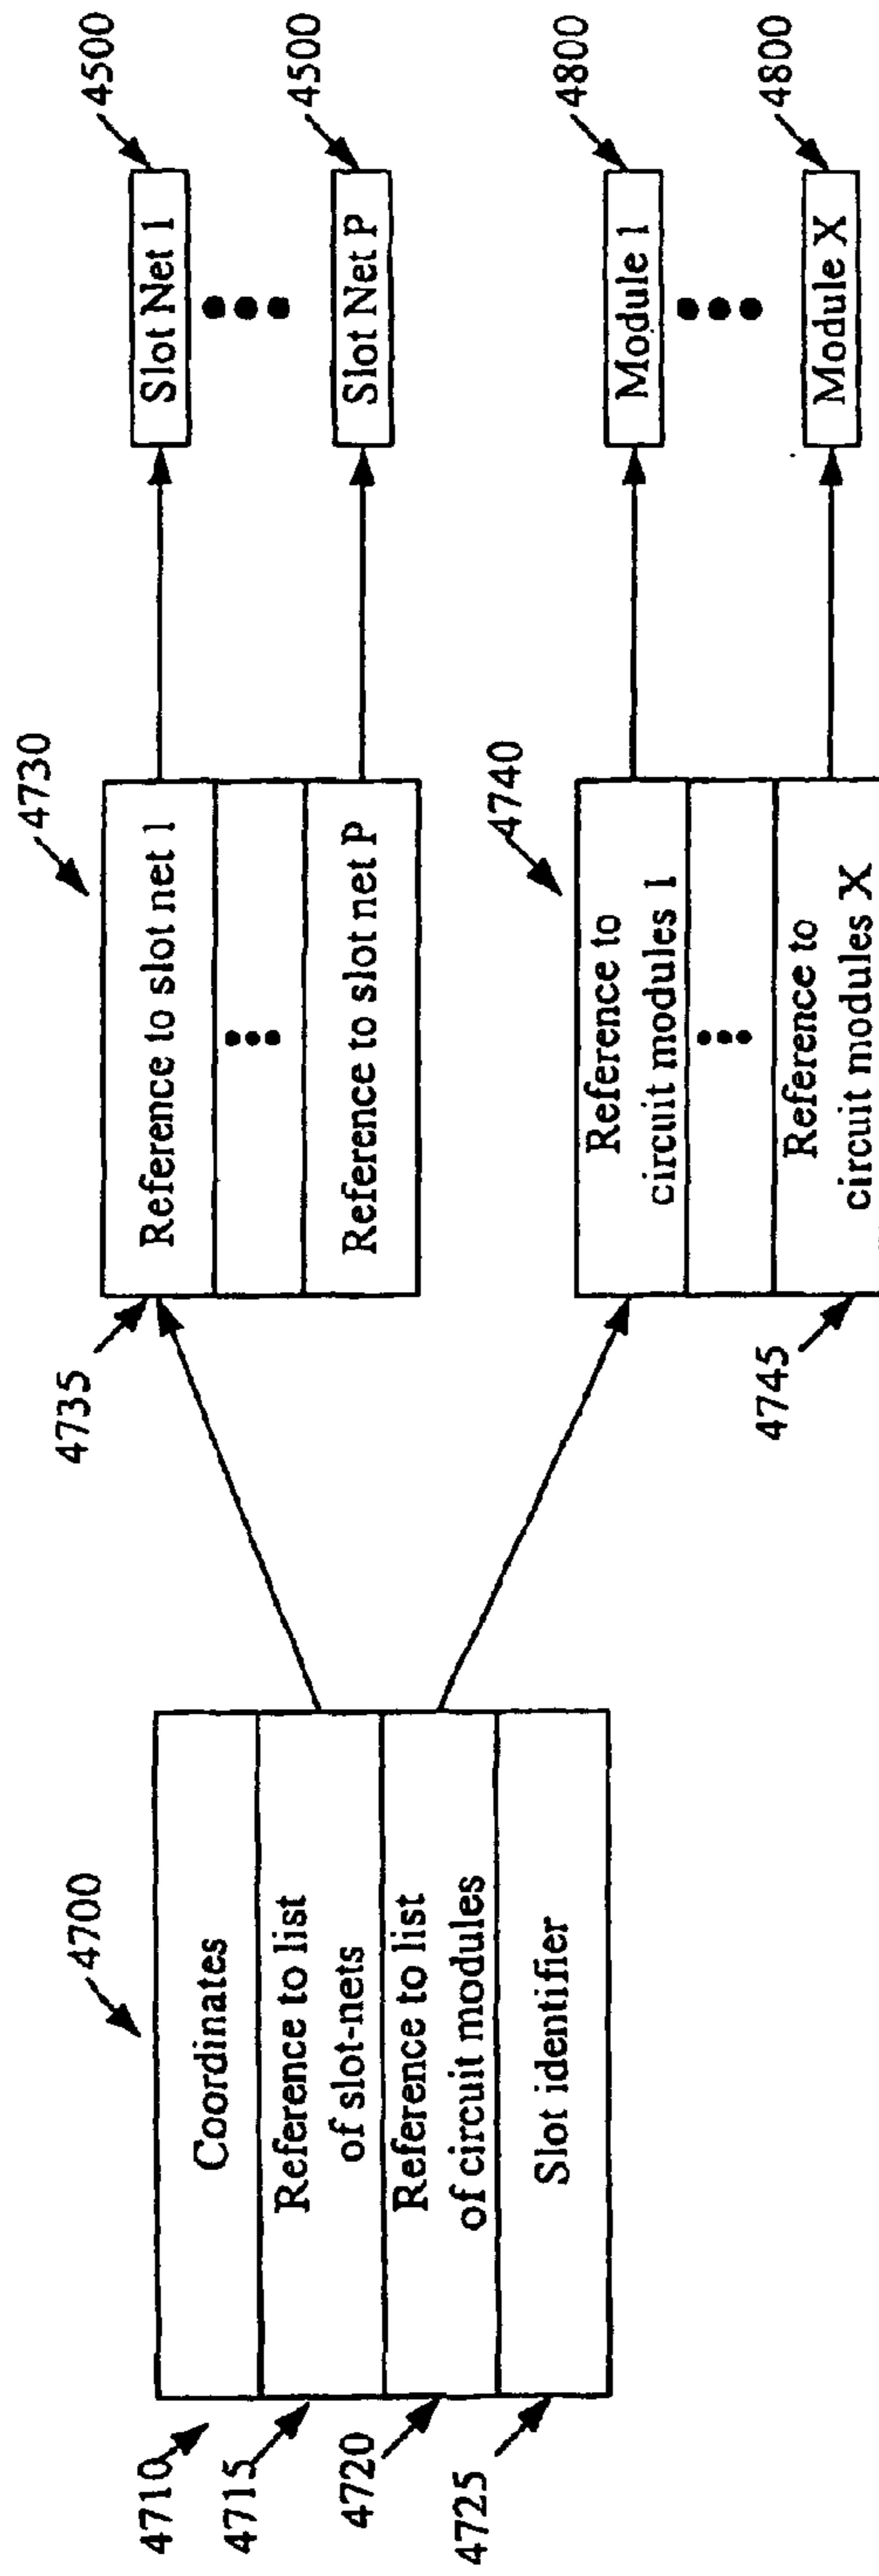 4700
4710
Coordinates
4715
Reference to list
of slot-nets
4720
Reference to list
of circuit modules
4725
Slot identifier
4730
4735
Reference to slot net 1
Reference to slot net P
4740
Reference to
circuit modules 1
4745
Reference to
circuit modules X
4500
Slot Net 1
4500
Slot Net P
4800
Module 1
4800
Module X